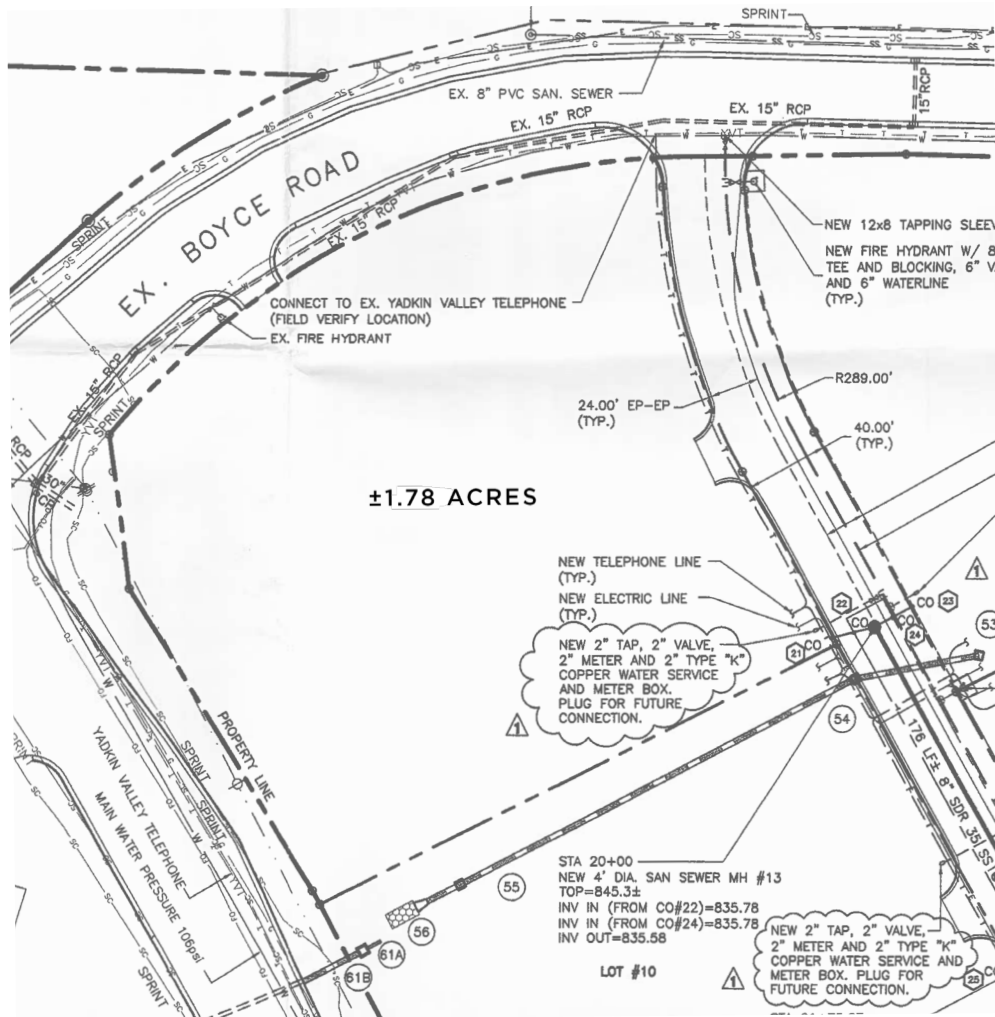 SPRINT
EX. 8" PVC SAN. SEWER
EX. 15" RCP
EX. 15" RCP
15"RCP
SPRINT
EX. BOYCE ROAD
EX. 15" RCP
NEW 12x8 TAPPING SLEEV
NEW FIRE HYDRANT W/ 8
TEE AND BLOCKING, 6" V
AND 6" WATERLINE
(TYP.)
CONNECT TO EX. YADKIN VALLEY TELEPHONE
(FIELD VERIFY LOCATION)
EX. FIRE HYDRANT
EX. 15" RCP
SPRINT
RCP
R289.00'
24.00' EP-EP
(TYP.)
40.00'
(TYP.)
±1.78 ACRES
NEW TELEPHONE LINE
(TYP.)
NEW ELECTRIC LINE
(TYP.)
1
22
CO
23
CO
CO
24
53
21
CO
NEW 2" TAP, 2" VALVE,
2" METER AND 2" TYPE "K"
COPPER WATER SERVICE
AND METER BOX.
PLUG FOR FUTURE
CONNECTION.
1
54
176 LF± 8" SDR 35 SS
PROPERTY LINE
SPRINT
SPRINT
YADKIN VALLEY TELEPHONE
MAIN WATER PRESSURE 106psi
SPRINT
STA 20+00
NEW 4' DIA. SAN SEWER MH #13
TOP=845.3±
INV IN (FROM CO#22)=835.78
INV IN (FROM CO#24)=835.78
INV OUT=835.58
55
56
61A
61B
LOT #10
1
NEW 2" TAP, 2" VALVE,
2" METER AND 2" TYPE "K"
COPPER WATER SERVICE AND
METER BOX. PLUG FOR
FUTURE CONNECTION.
25